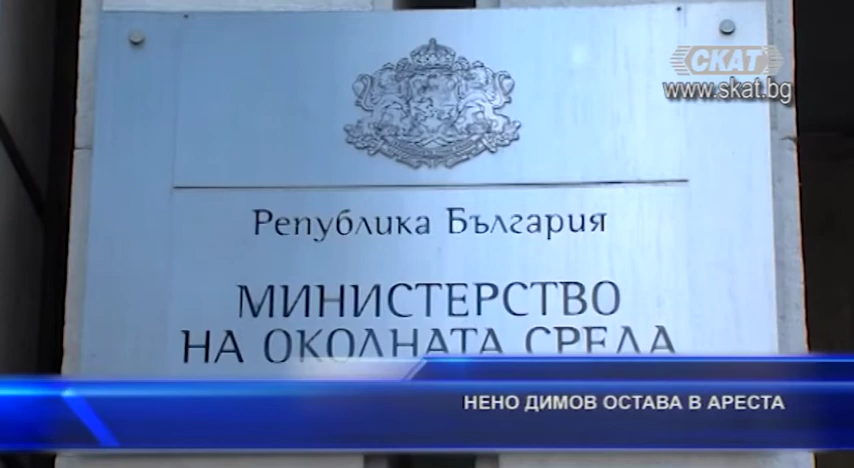 СКАТ
www.skat.bg
Република България
МИНИСТЕРСТВО
НА ОКОЛНАТА СРЕДА
НЕНО ДИМОВ ОСТАВА В АРЕСТА